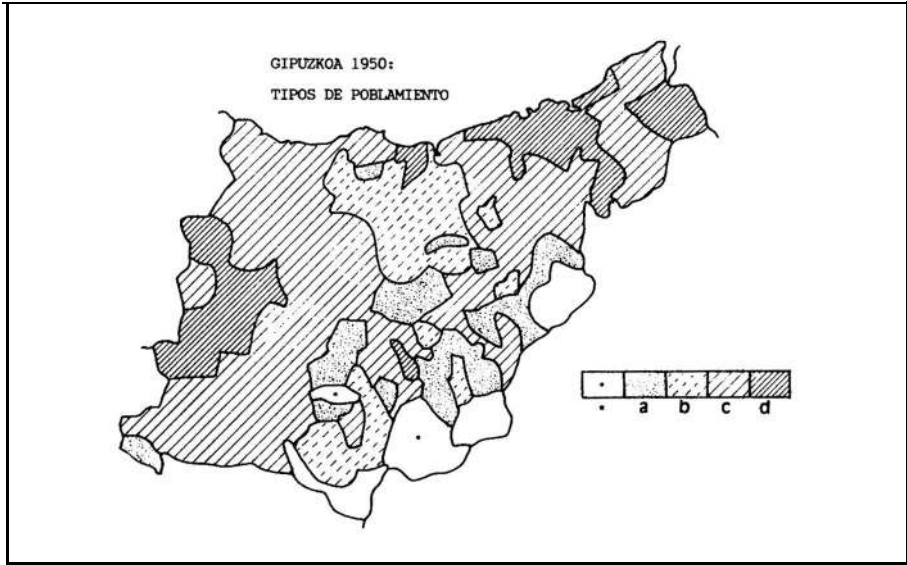 GIPUZKOA 1950:
TIPOS DE POBLAMIENTO
• a b c d